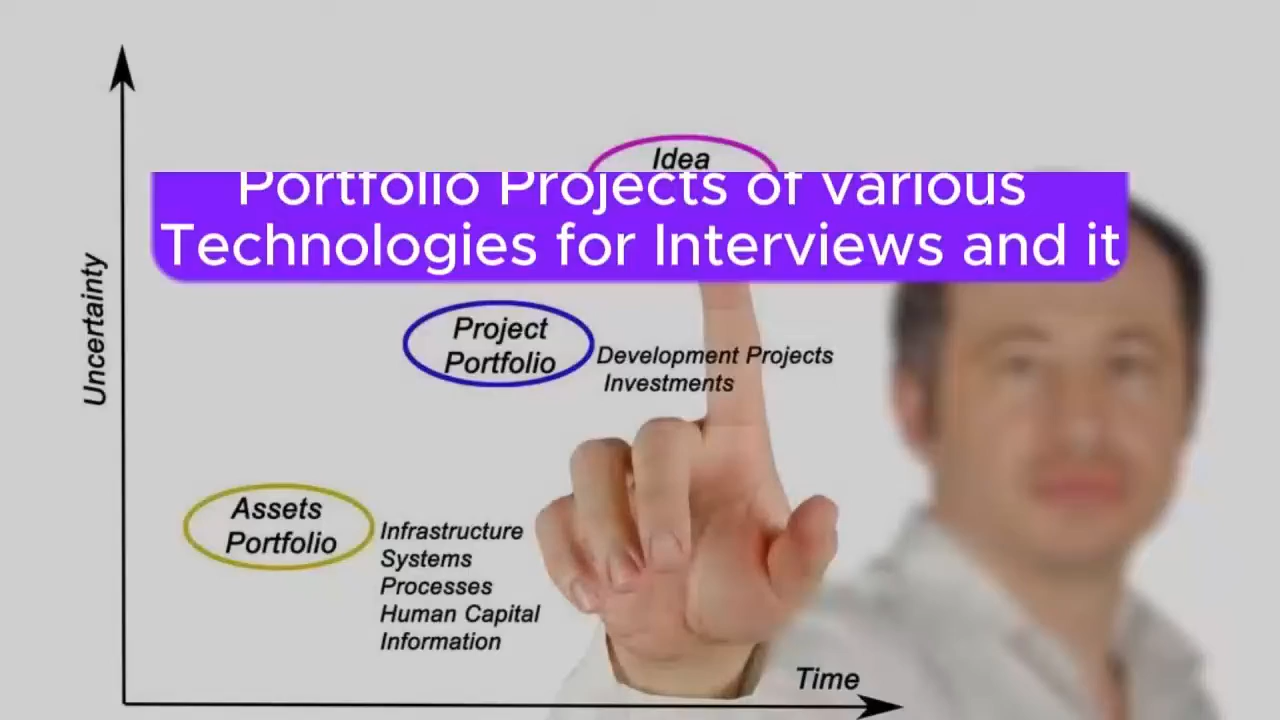 Idea
Portfolio Projects of various
Technologies for Interviews and it
Uncertainty
Project
Portfolio
Development Projects
Investments
Assets
Portfolio
Infrastructure
Systems
Processes
Human Capital
Information
Time